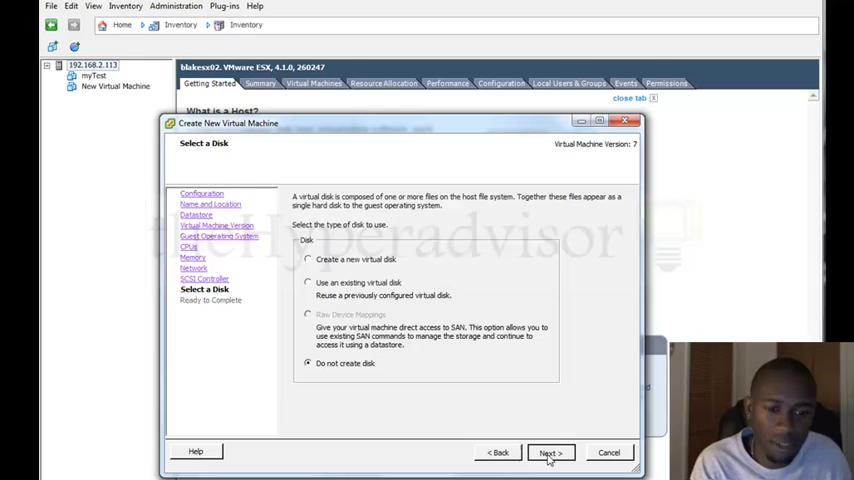 File Edit View Inventory Administration Plug-ins Help
Home Inventory Inventory
192.168.2.113
myTest
New Virtual Machine
blakesx02. VMware ESX, 4.1.0, 260247
Getting Started Summary Virtual Machines Resource Allocation Performance Configuration Local Users & Groups Events Permissions
close tab
What is a Host?
Create New Virtual Machine
Select a Disk
Virtual Machine Version: 7
Configuration
Name and Location
Datastore
Virtual Machine Version
Guest Operating System
CPUs
Memory
Network
SCSI Controller
Select a Disk
Ready to Complete
A virtual disk is composed of one or more files on the host file system. Together these files appear as a
single hard disk to the guest operating system.
Select the type of disk to use.
Disk
Create a new virtual disk
Use an existing virtual disk
Reuse a previously configured virtual disk.
Raw Device Mappings
Give your virtual machine direct access to SAN. This option allows you to
use existing SAN commands to manage the storage and continue to
access it using a datastore.
Do not create disk
theHyperadvisor
Help
< Back
Next >
Cancel